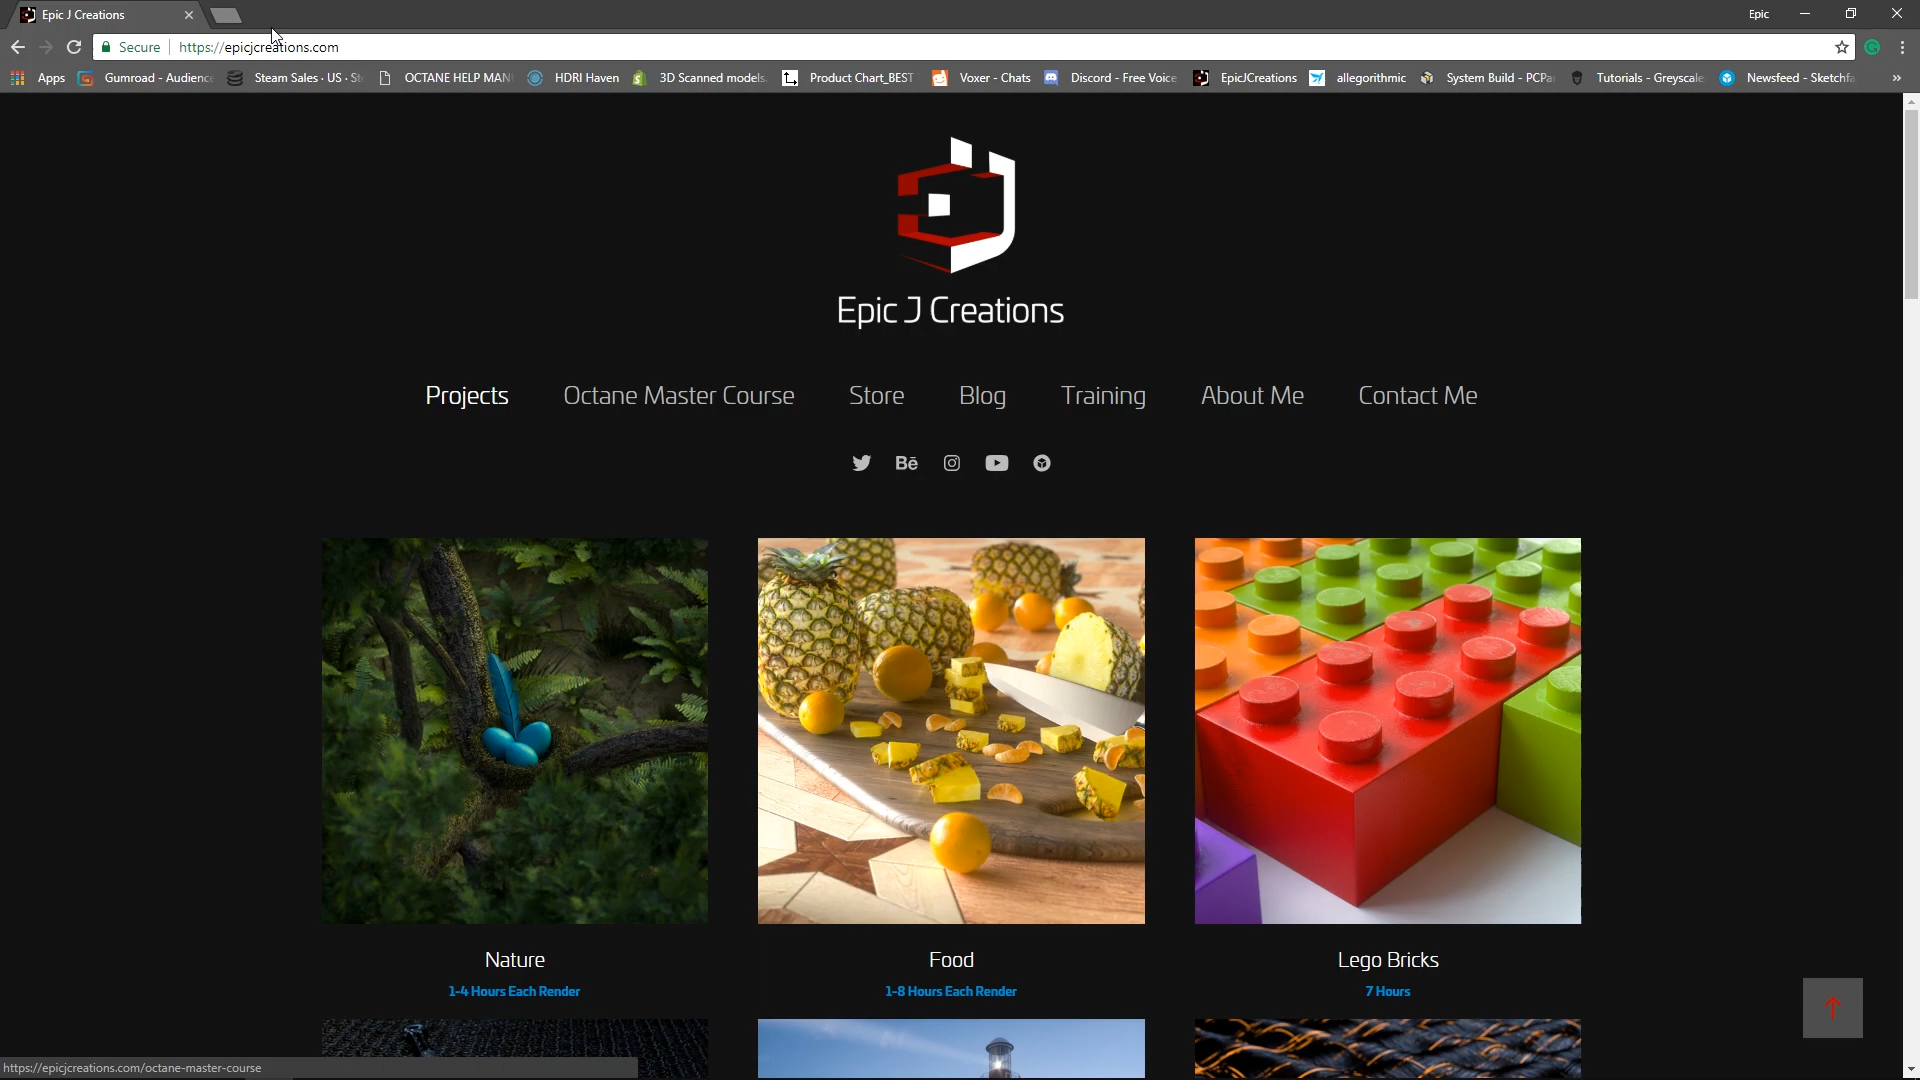 Epic J Creations
Epic
Secure
https://epicjcreations.com
Apps
Gumroad - Audienc
Steam Sales · US · St
OCTANE HELP MAN
HDRI Haven
3D Scanned models.
Product Chart_BEST
Voxer - Chats
Discord - Free Voice
EpicJCreations
allegorithmic
System Build - PCPa
Tutorials - Greyscale
Newsfeed - Sketchfa
»
Epic J Creations
Projects
Octane Master Course
Store
Blog
Training
About Me
Contact Me
Bē
Nature
Food
Lego Bricks
1-4 Hours Each Render
1-8 Hours Each Render
7 Hours
https://epicjcreations.com/octane-master-course